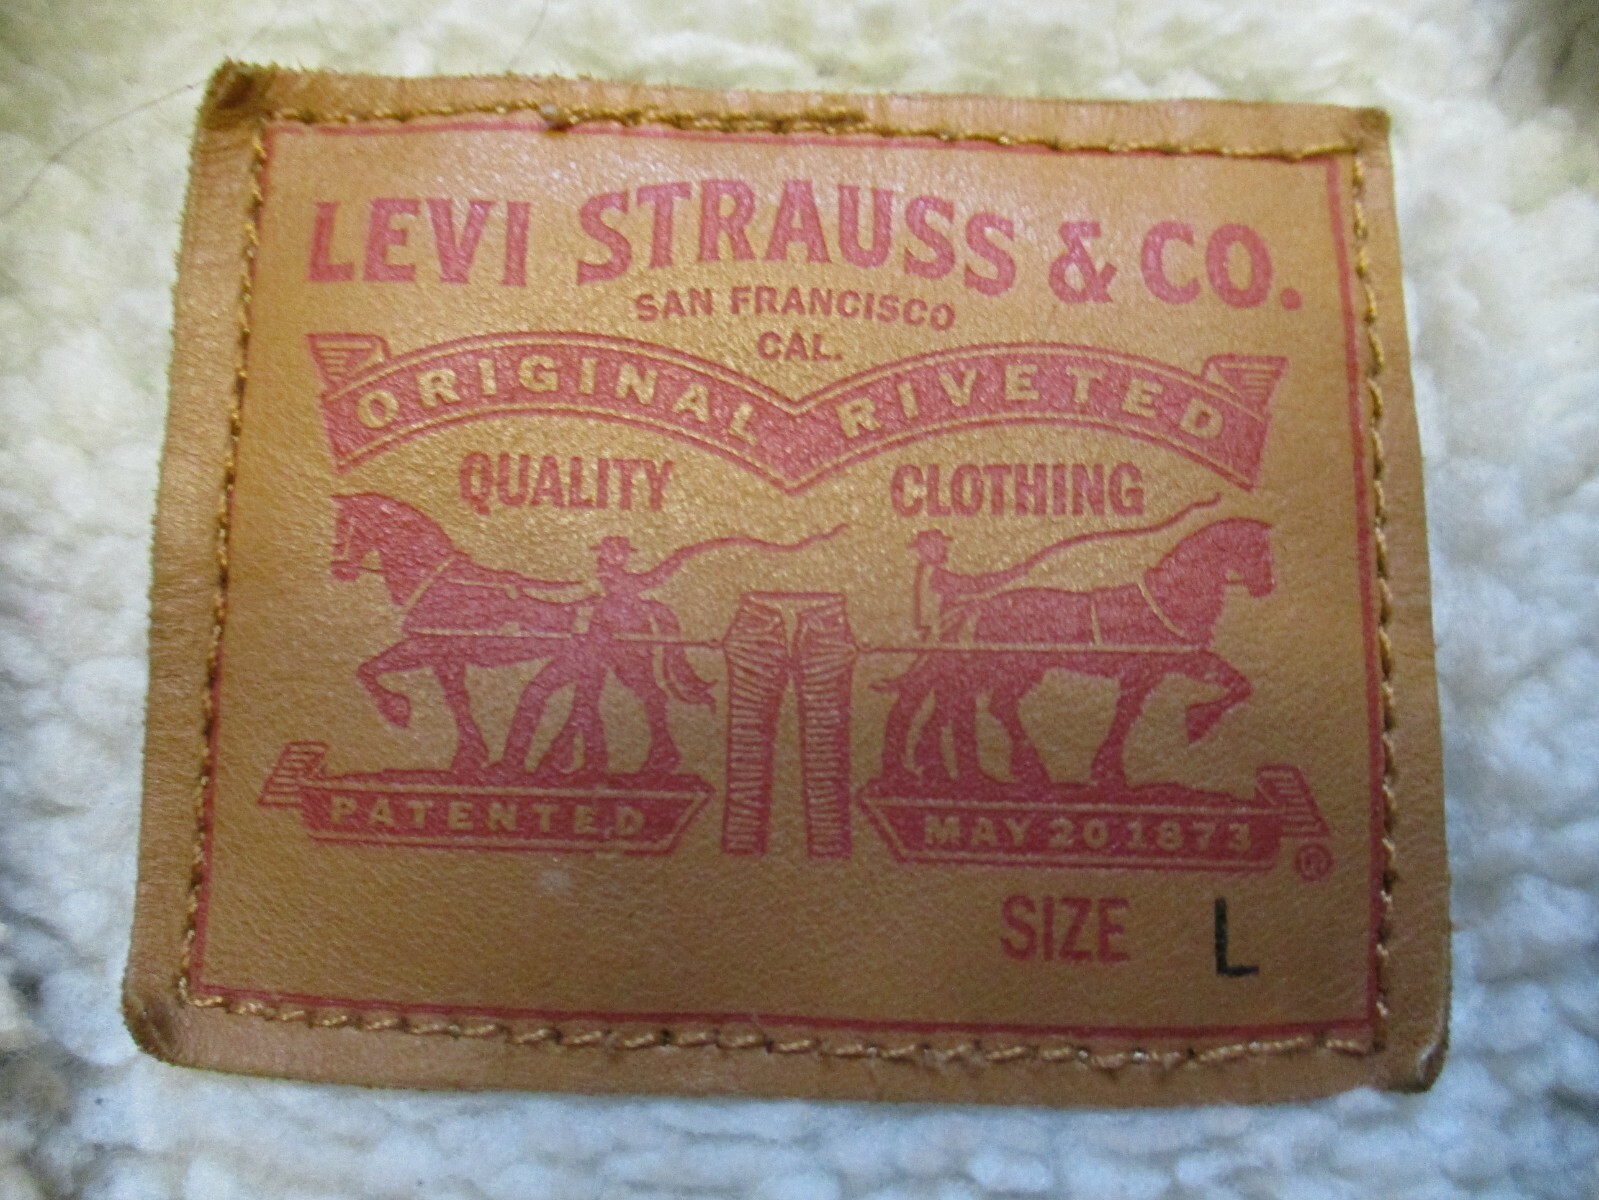 LEVI STRAUSS & CO.
SAN FRANCISCO
CAL.
ORIGINAL RIVETED
QUALITY CLOTHING
PATENTED MAY 20 1873 ®
SIZE L